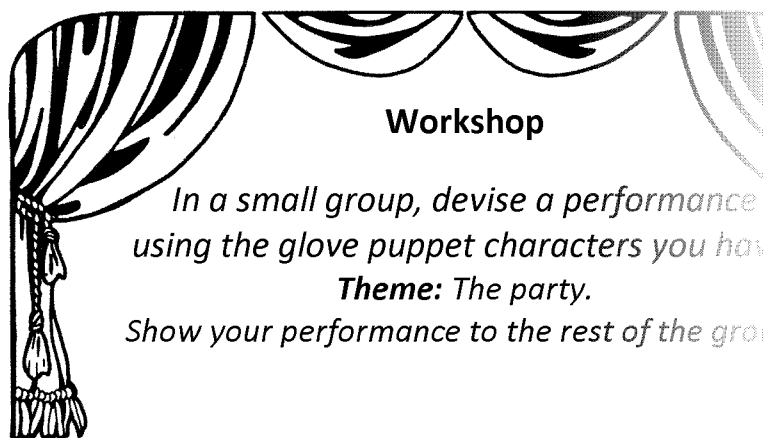 Workshop
In a small group, devise a performance
using the glove puppet characters you
Theme: The party.
Show your performance to the rest of the